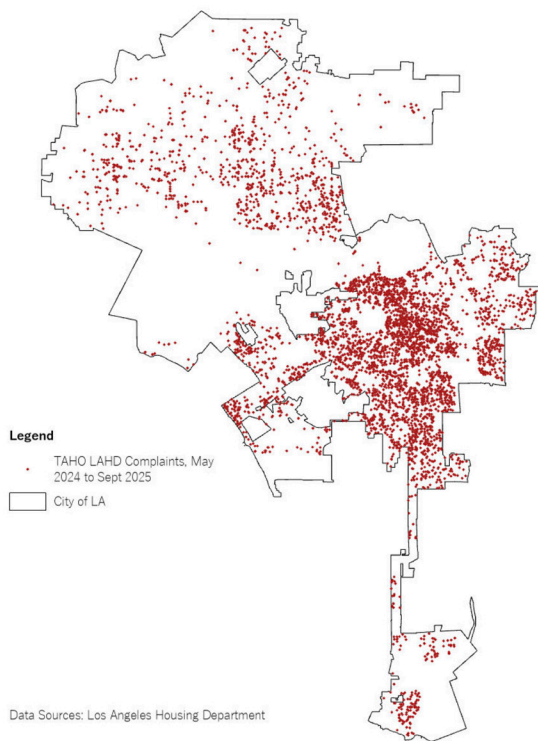 Legend
TAHO LAHD Complaints, May
2024 to Sept 2025
City of LA
Data Sources: Los Angeles Housing Department